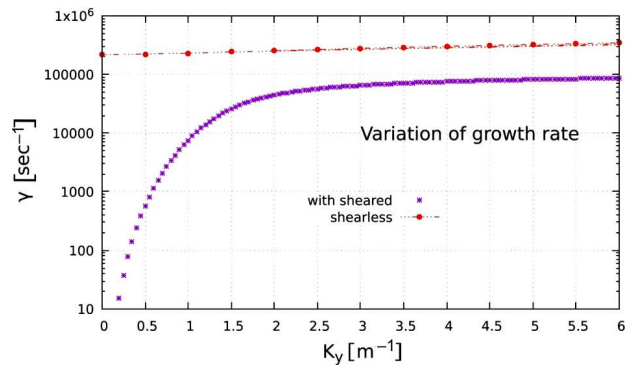 1x10⁶
100000
10000
1000
100
10
γ [sec⁻¹]
Variation of growth rate
with sheared
shearless
0 0.5 1 1.5 2 2.5 3 3.5 4 4.5 5 5.5 6
Kᵧ [m⁻¹]